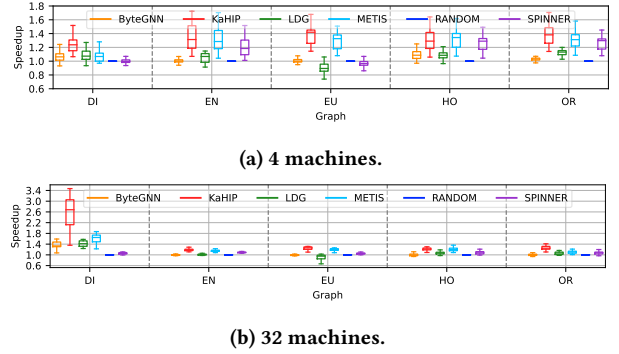 ByteGNN KaHIP LDG METIS RANDOM SPINNER
1.8
1.6
1.4
1.2
1.0
0.8
0.6
Speedup
DI EN EU HO OR
Graph
(a) 4 machines.
ByteGNN KaHIP LDG METIS RANDOM SPINNER
3.4
3.0
2.6
2.2
1.8
1.4
1.0
0.6
Speedup
DI EN EU HO OR
Graph
(b) 32 machines.